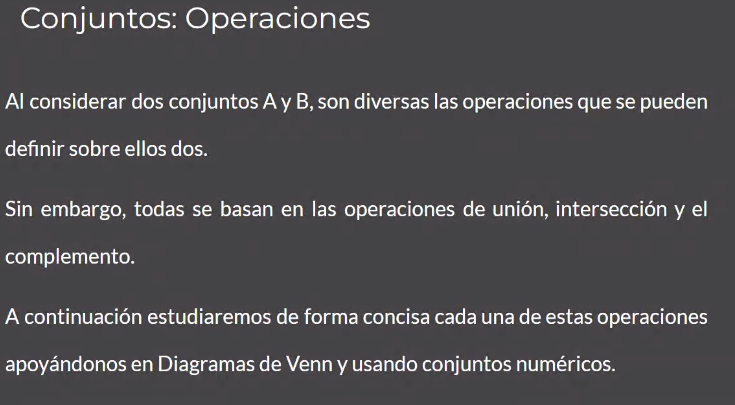 Conjuntos: Operaciones
Al considerar dos conjuntos A y B, son diversas las operaciones que se pueden
definir sobre ellos dos.
Sin embargo, todas se basan en las operaciones de unión, intersección y el
complemento.
A continuación estudiaremos de forma concisa cada una de estas operaciones
apoyándonos en Diagramas de Venn y usando conjuntos numéricos.